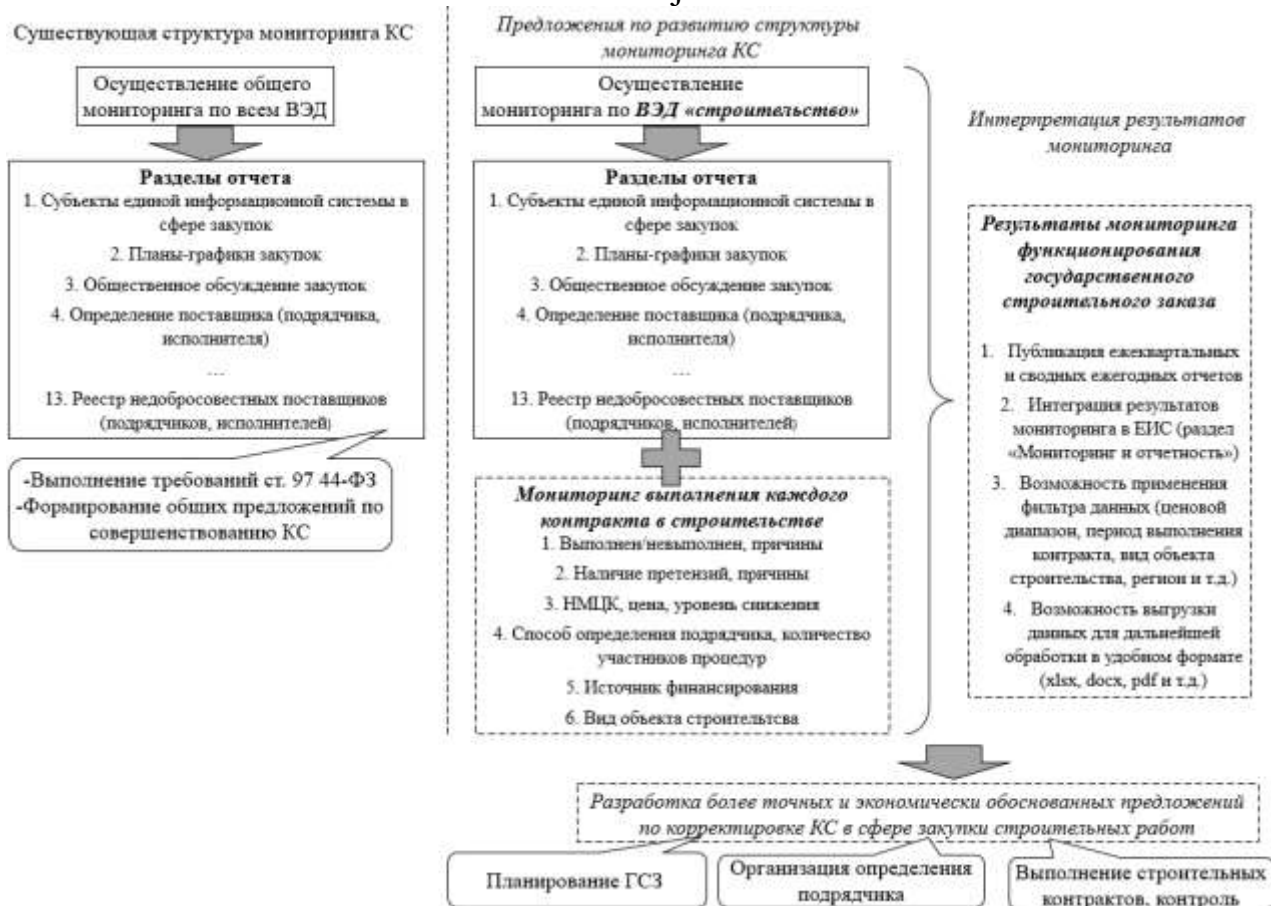 Существующая структура мониторинга КС
Осуществление общего
мониторинга по всем ВЭД
Разделы отчета
1. Субъекты единой информационной системы в
сфере закупок
2. Планы-графики закупок
3. Общественное обсуждение закупок
4. Определение поставщика (подрядчика,
исполнителя)
…
13. Реестр недобросовестных поставщиков
(подрядчиков, исполнителей)
-Выполнение требований ст. 97 44-ФЗ
-Формирование общих предложений по
совершенствованию КС
Предложения по развитию структуры
мониторинга КС
Осуществление
мониторинга по ВЭД «строительство»
Разделы отчета
1. Субъекты единой информационной системы в
сфере закупок
2. Планы-графики закупок
3. Общественное обсуждение закупок
4. Определение поставщика (подрядчика,
исполнителя)
…
13. Реестр недобросовестных поставщиков
(подрядчиков, исполнителей)
Мониторинг выполнения каждого
контракта в строительстве
1. Выполнен/невыполнен, причины
2. Наличие претензий, причины
3. НМЦК, цена, уровень снижения
4. Способ определения подрядчика, количество
участников процедур
5. Источник финансирования
6. Вид объекта строительтсва
Интерпретация результатов
мониторинга
Результаты мониторинга
функционирования
государственного
строительного заказа
1. Публикация ежеквартальных
и сводных ежегодных отчетов
2. Интеграция результатов
мониторинга в ЕИС (раздел
«Мониторинг и отчетность»)
3. Возможность применения
фильтра данных (ценовой
диапазон, период выполнения
контракта, вид объекта
строительства, регион и т.д.)
4. Возможность выгрузки
данных для дальнейшей
обработки в удобном формате
(xlsx, docx, pdf и т.д.)
Разработка более точных и экономически обоснованных предложений
по корректировке КС в сфере закупки строительных работ
Планирование ГСЗ
Организация определения
подрядчика
Выполнение строительных
контрактов, контроль